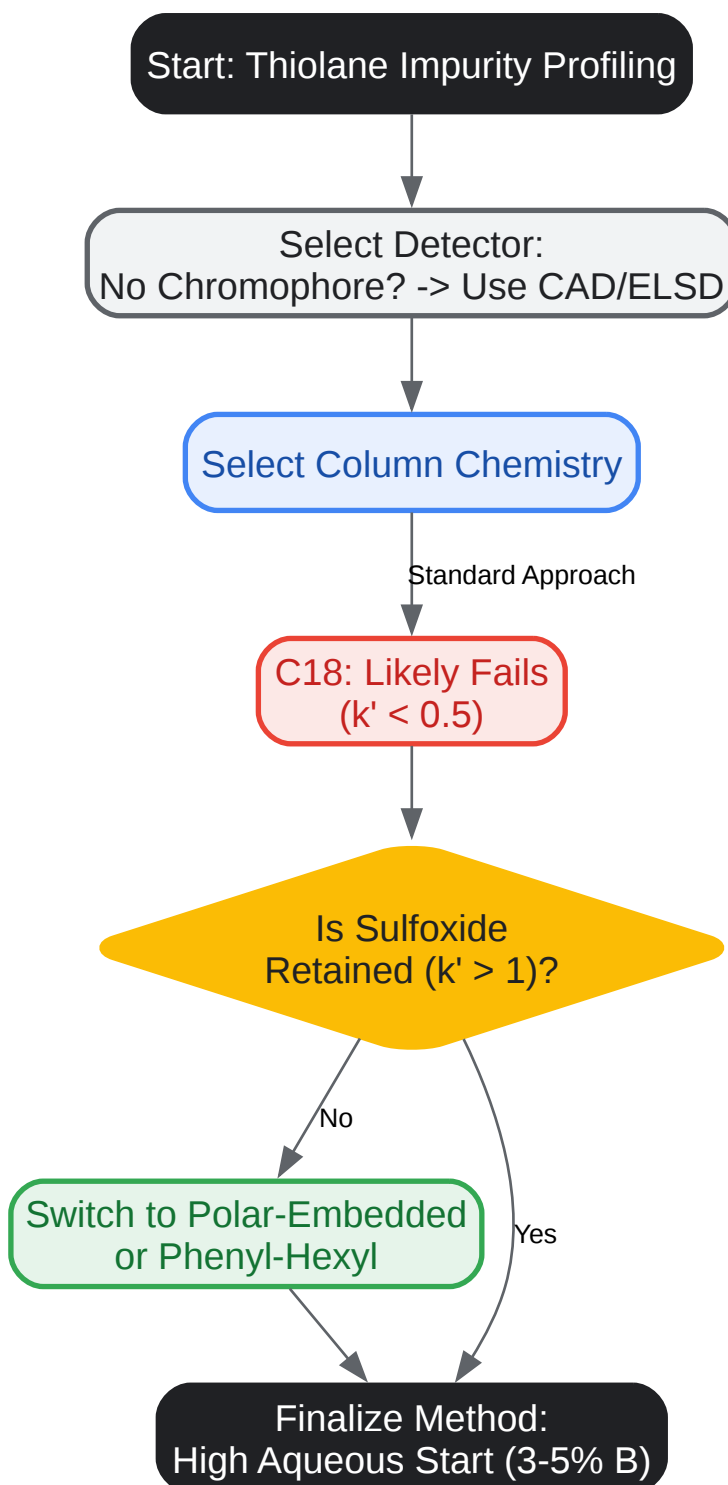 Start: Thiolane Impurity Profiling
Select Detector:
No Chromophore? -> Use CAD/ELSD
Select Column Chemistry
Standard Approach
C18: Likely Fails
(k' < 0.5)
Is Sulfoxide
Retained (k' > 1)?
No
Yes
Switch to Polar-Embedded
or Phenyl-Hexyl
Finalize Method:
High Aqueous Start (3-5% B)